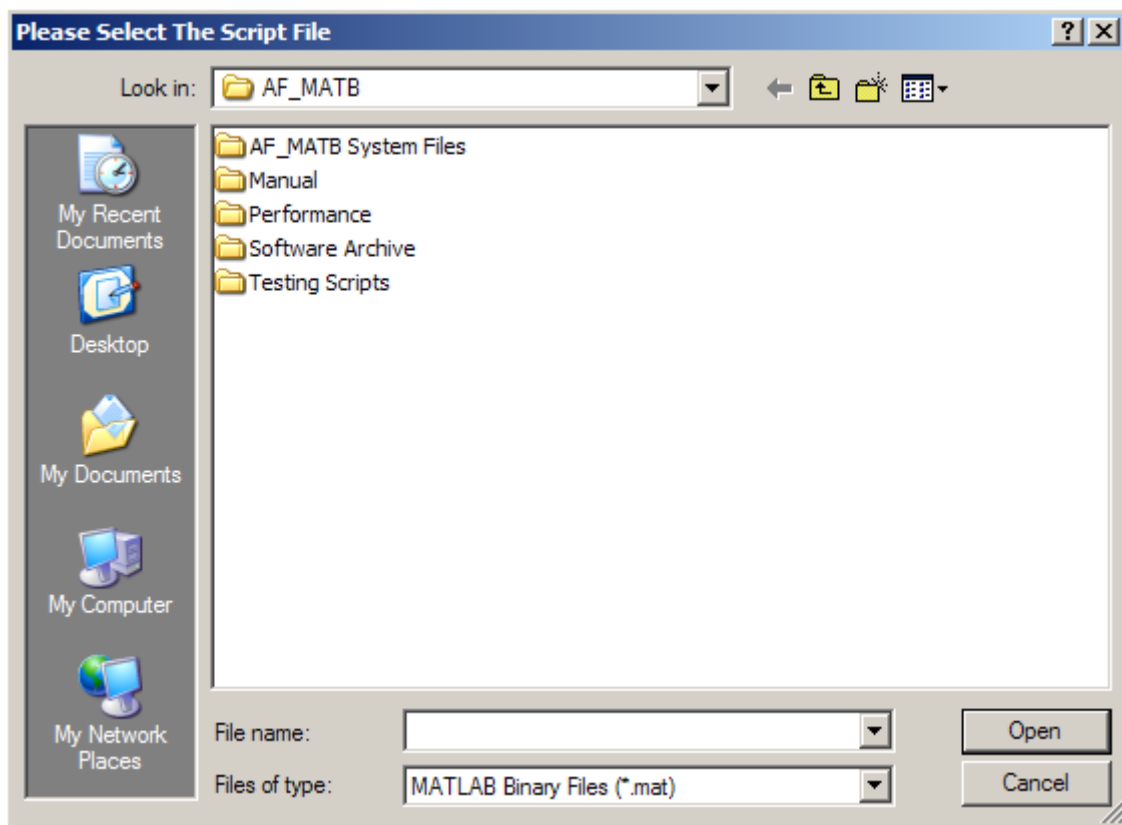 Please Select The Script File
Look in:
AF_MATB
AF_MATB System Files
Manual
Performance
Software Archive
Testing Scripts
My Recent
Documents
Desktop
My Documents
My Computer
My Network
Places
File name:
Open
Files of type:
MATLAB Binary Files (*.mat)
Cancel